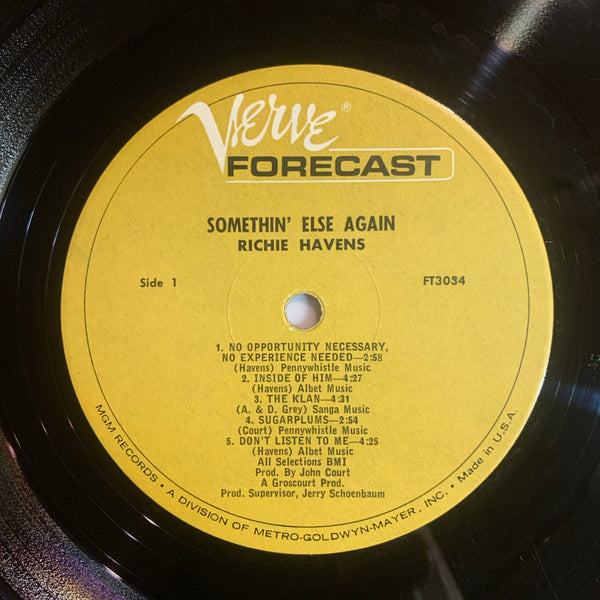 Verve®
FORECAST
SOMETHIN' ELSE AGAIN
RICHIE HAVENS
Side 1
FT3034
1. NO OPPORTUNITY NECESSARY,
NO EXPERIENCE NEEDED—2:58
(Havens) Pennywhistle Music
2. INSIDE OF HIM—4:27
(Havens) Albet Music
3. THE KLAN—4:31
(A. & D. Grey) Sanga Music
4. SUGARPLUMS—2:54
(Court) Pennywhistle Music
5. DON'T LISTEN TO ME—4:25
(Havens) Albet Music
All Selections BMI
Prod. By John Court
A Groscourt Prod.
Prod. Supervisor, Jerry Schoenbaum
MGM RECORDS • A DIVISION OF METRO-GOLDWYN-MAYER, INC. • Made in U.S.A.